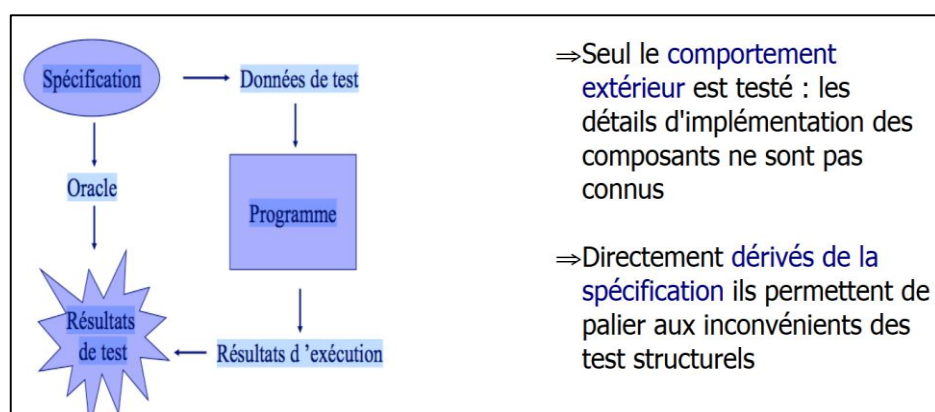 Spécification
Données de test
Oracle
Programme
Résultats
de test
Résultats d ’exécution
⇒Seul le comportement
extérieur est testé : les
détails d'implémentation des
composants ne sont pas
connus
⇒Directement dérivés de la
spécification ils permettent de
palier aux inconvénients des
test structurels